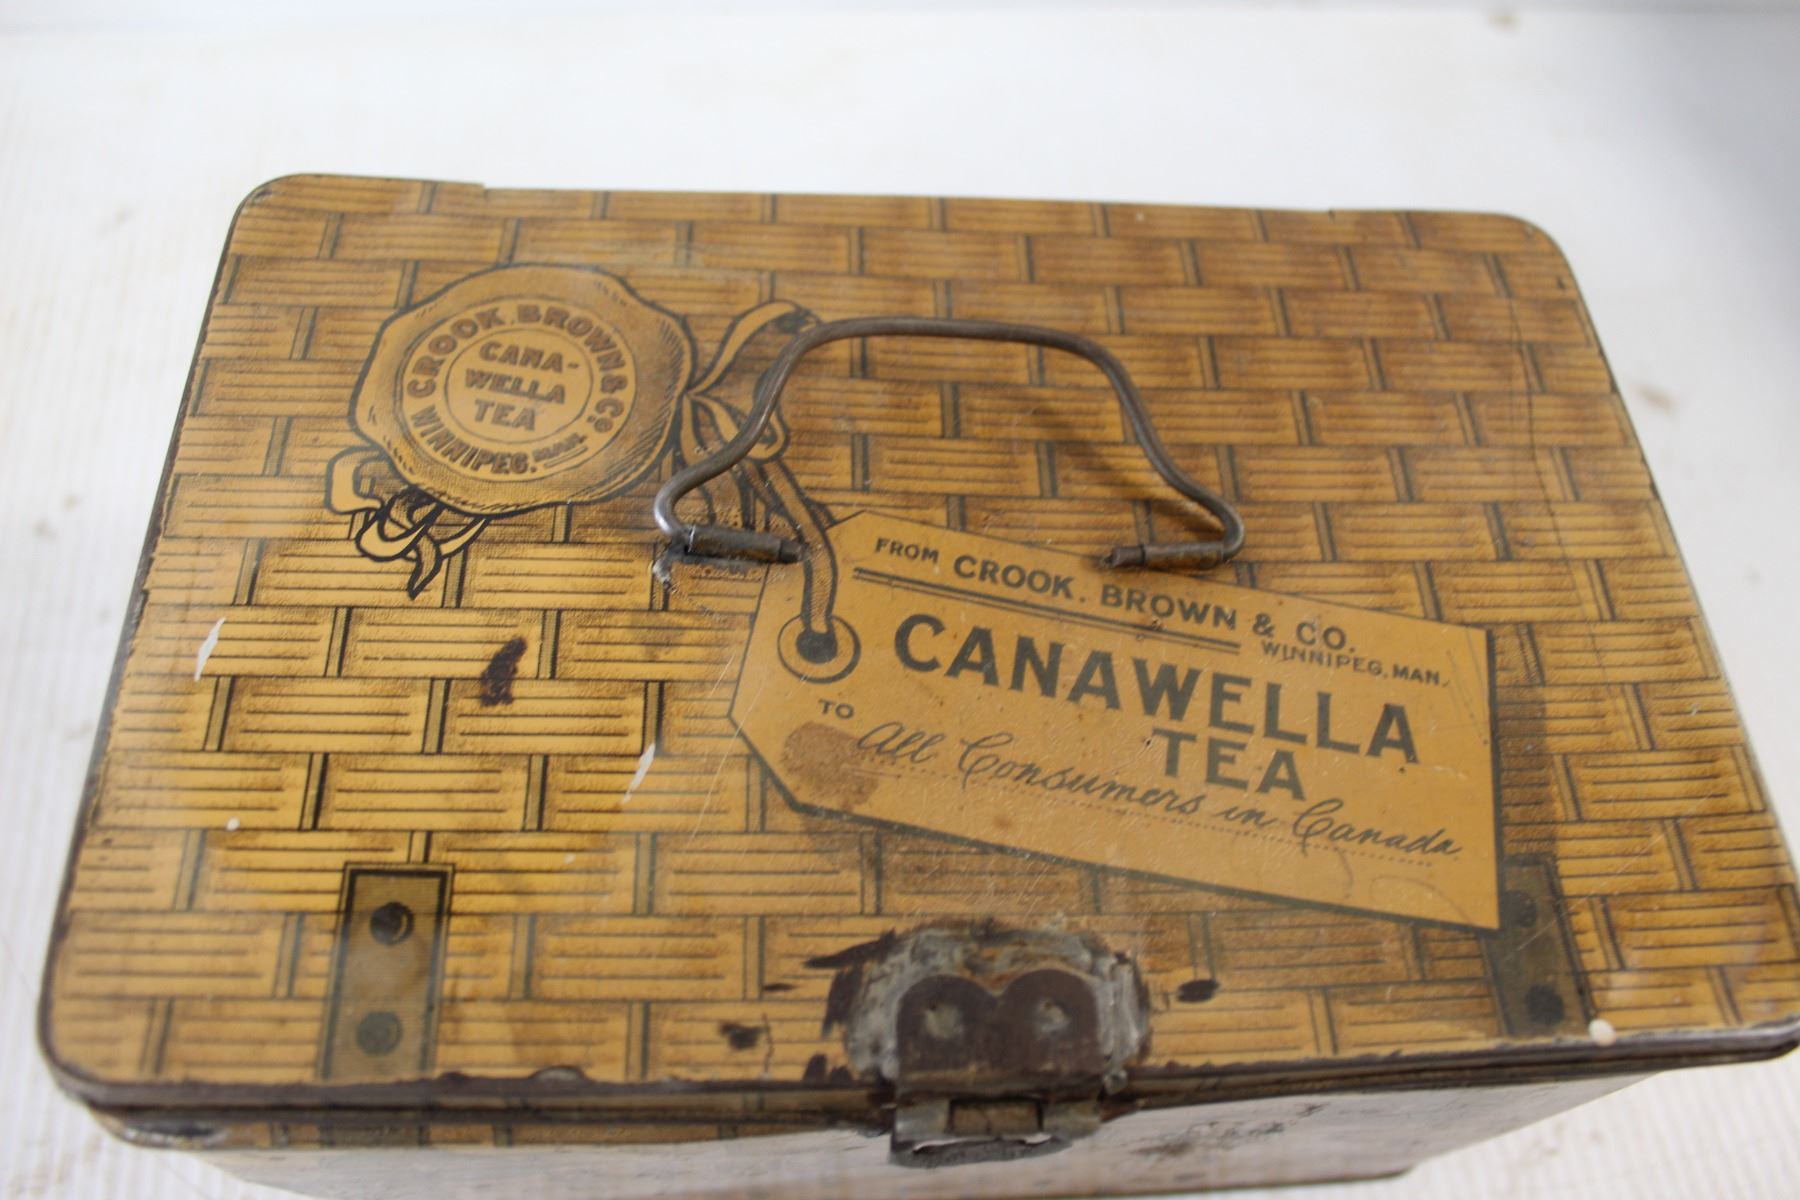 CROOK, BROWN & Co.
WINNIPEG. MAN.
CANA-
WELLA
TEA
FROM CROOK. BROWN & CO.
WINNIPEG, MAN.
CANAWELLA
TEA
TO All Consumers in Canada